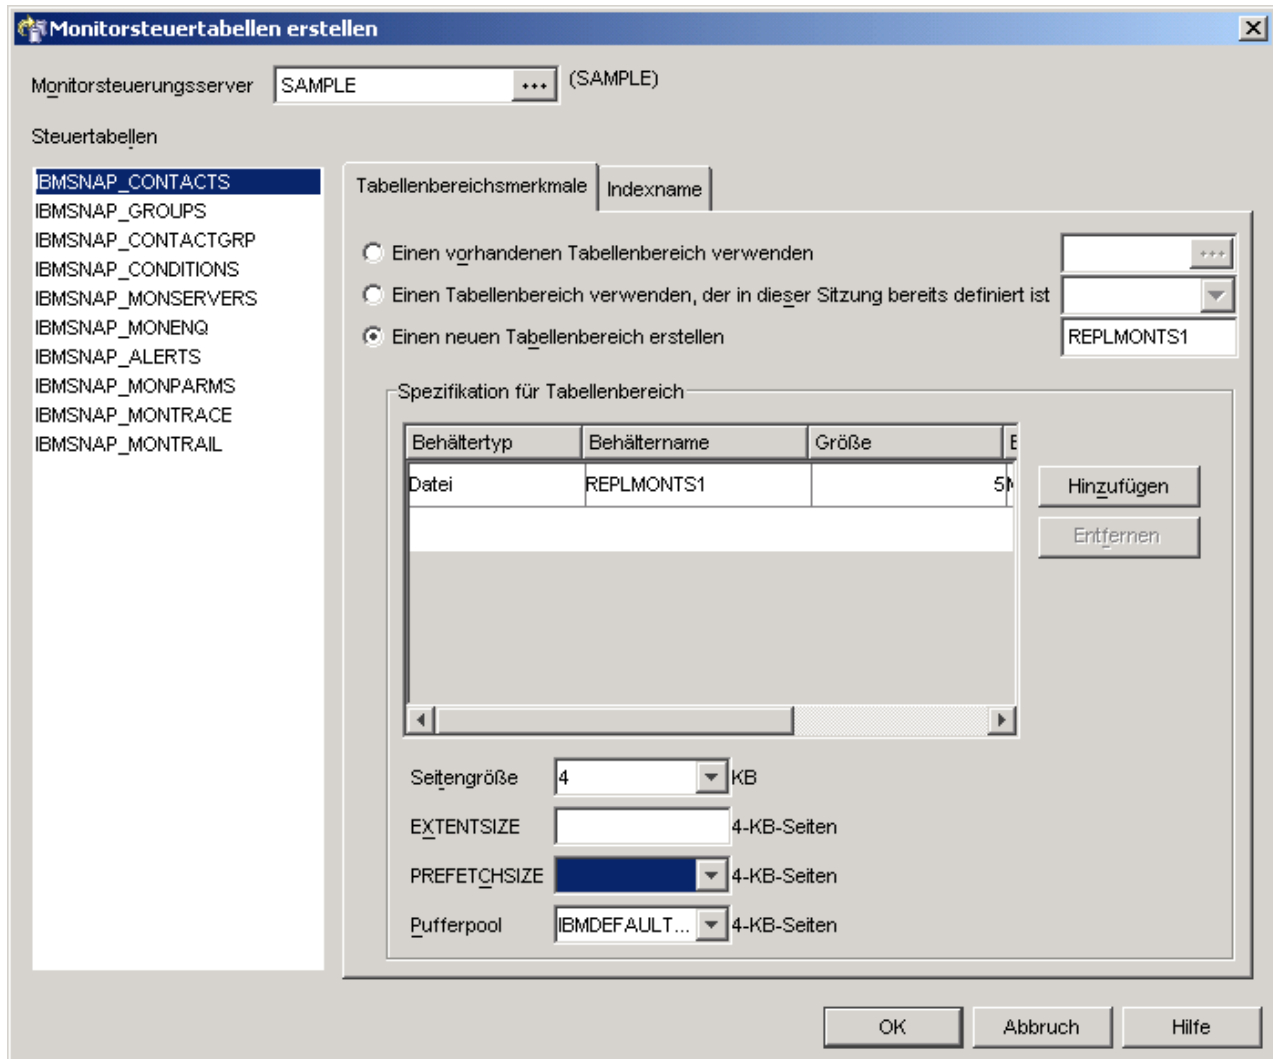 Monitorsteuertabellen erstellen
Monitorsteuerungsserver SAMPLE (SAMPLE)
Steuertabellen
IBMSNAP_CONTACTS
IBMSNAP_GROUPS
IBMSNAP_CONTACTGRP
IBMSNAP_CONDITIONS
IBMSNAP_MONSERVERS
IBMSNAP_MONENQ
IBMSNAP_ALERTS
IBMSNAP_MONPARMS
IBMSNAP_MONTRACE
IBMSNAP_MONTRAIL
Tabellenbereichsmerkmale Indexname
Einen vorhandenen Tabellenbereich verwenden
Einen Tabellenbereich verwenden, der in dieser Sitzung bereits definiert ist
Einen neuen Tabellenbereich erstellen REPLMONTS1
Spezifikation für Tabellenbereich
Behältertyp Behältername Größe
Datei REPLMONTS1 5
Hinzufügen
Entfernen
Seitengröße 4 KB
EXTENTSIZE 4-KB-Seiten
PREFETCHSIZE 4-KB-Seiten
Pufferpool IBMDEFAULT... 4-KB-Seiten
OK Abbruch Hilfe